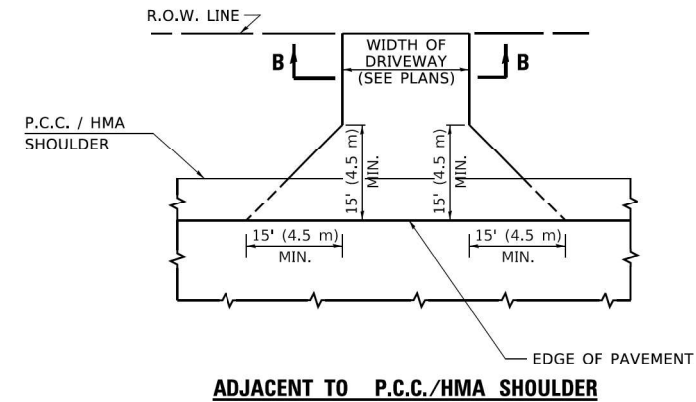 R.O.W. LINE
WIDTH OF
DRIVEWAY
(SEE PLANS)
B
B
P.C.C. / HMA
SHOULDER
15' (4.5 m)
MIN.
15' (4.5 m)
MIN.
15' (4.5 m)
MIN.
15' (4.5 m)
MIN.
EDGE OF PAVEMENT
ADJACENT TO P.C.C./HMA SHOULDER